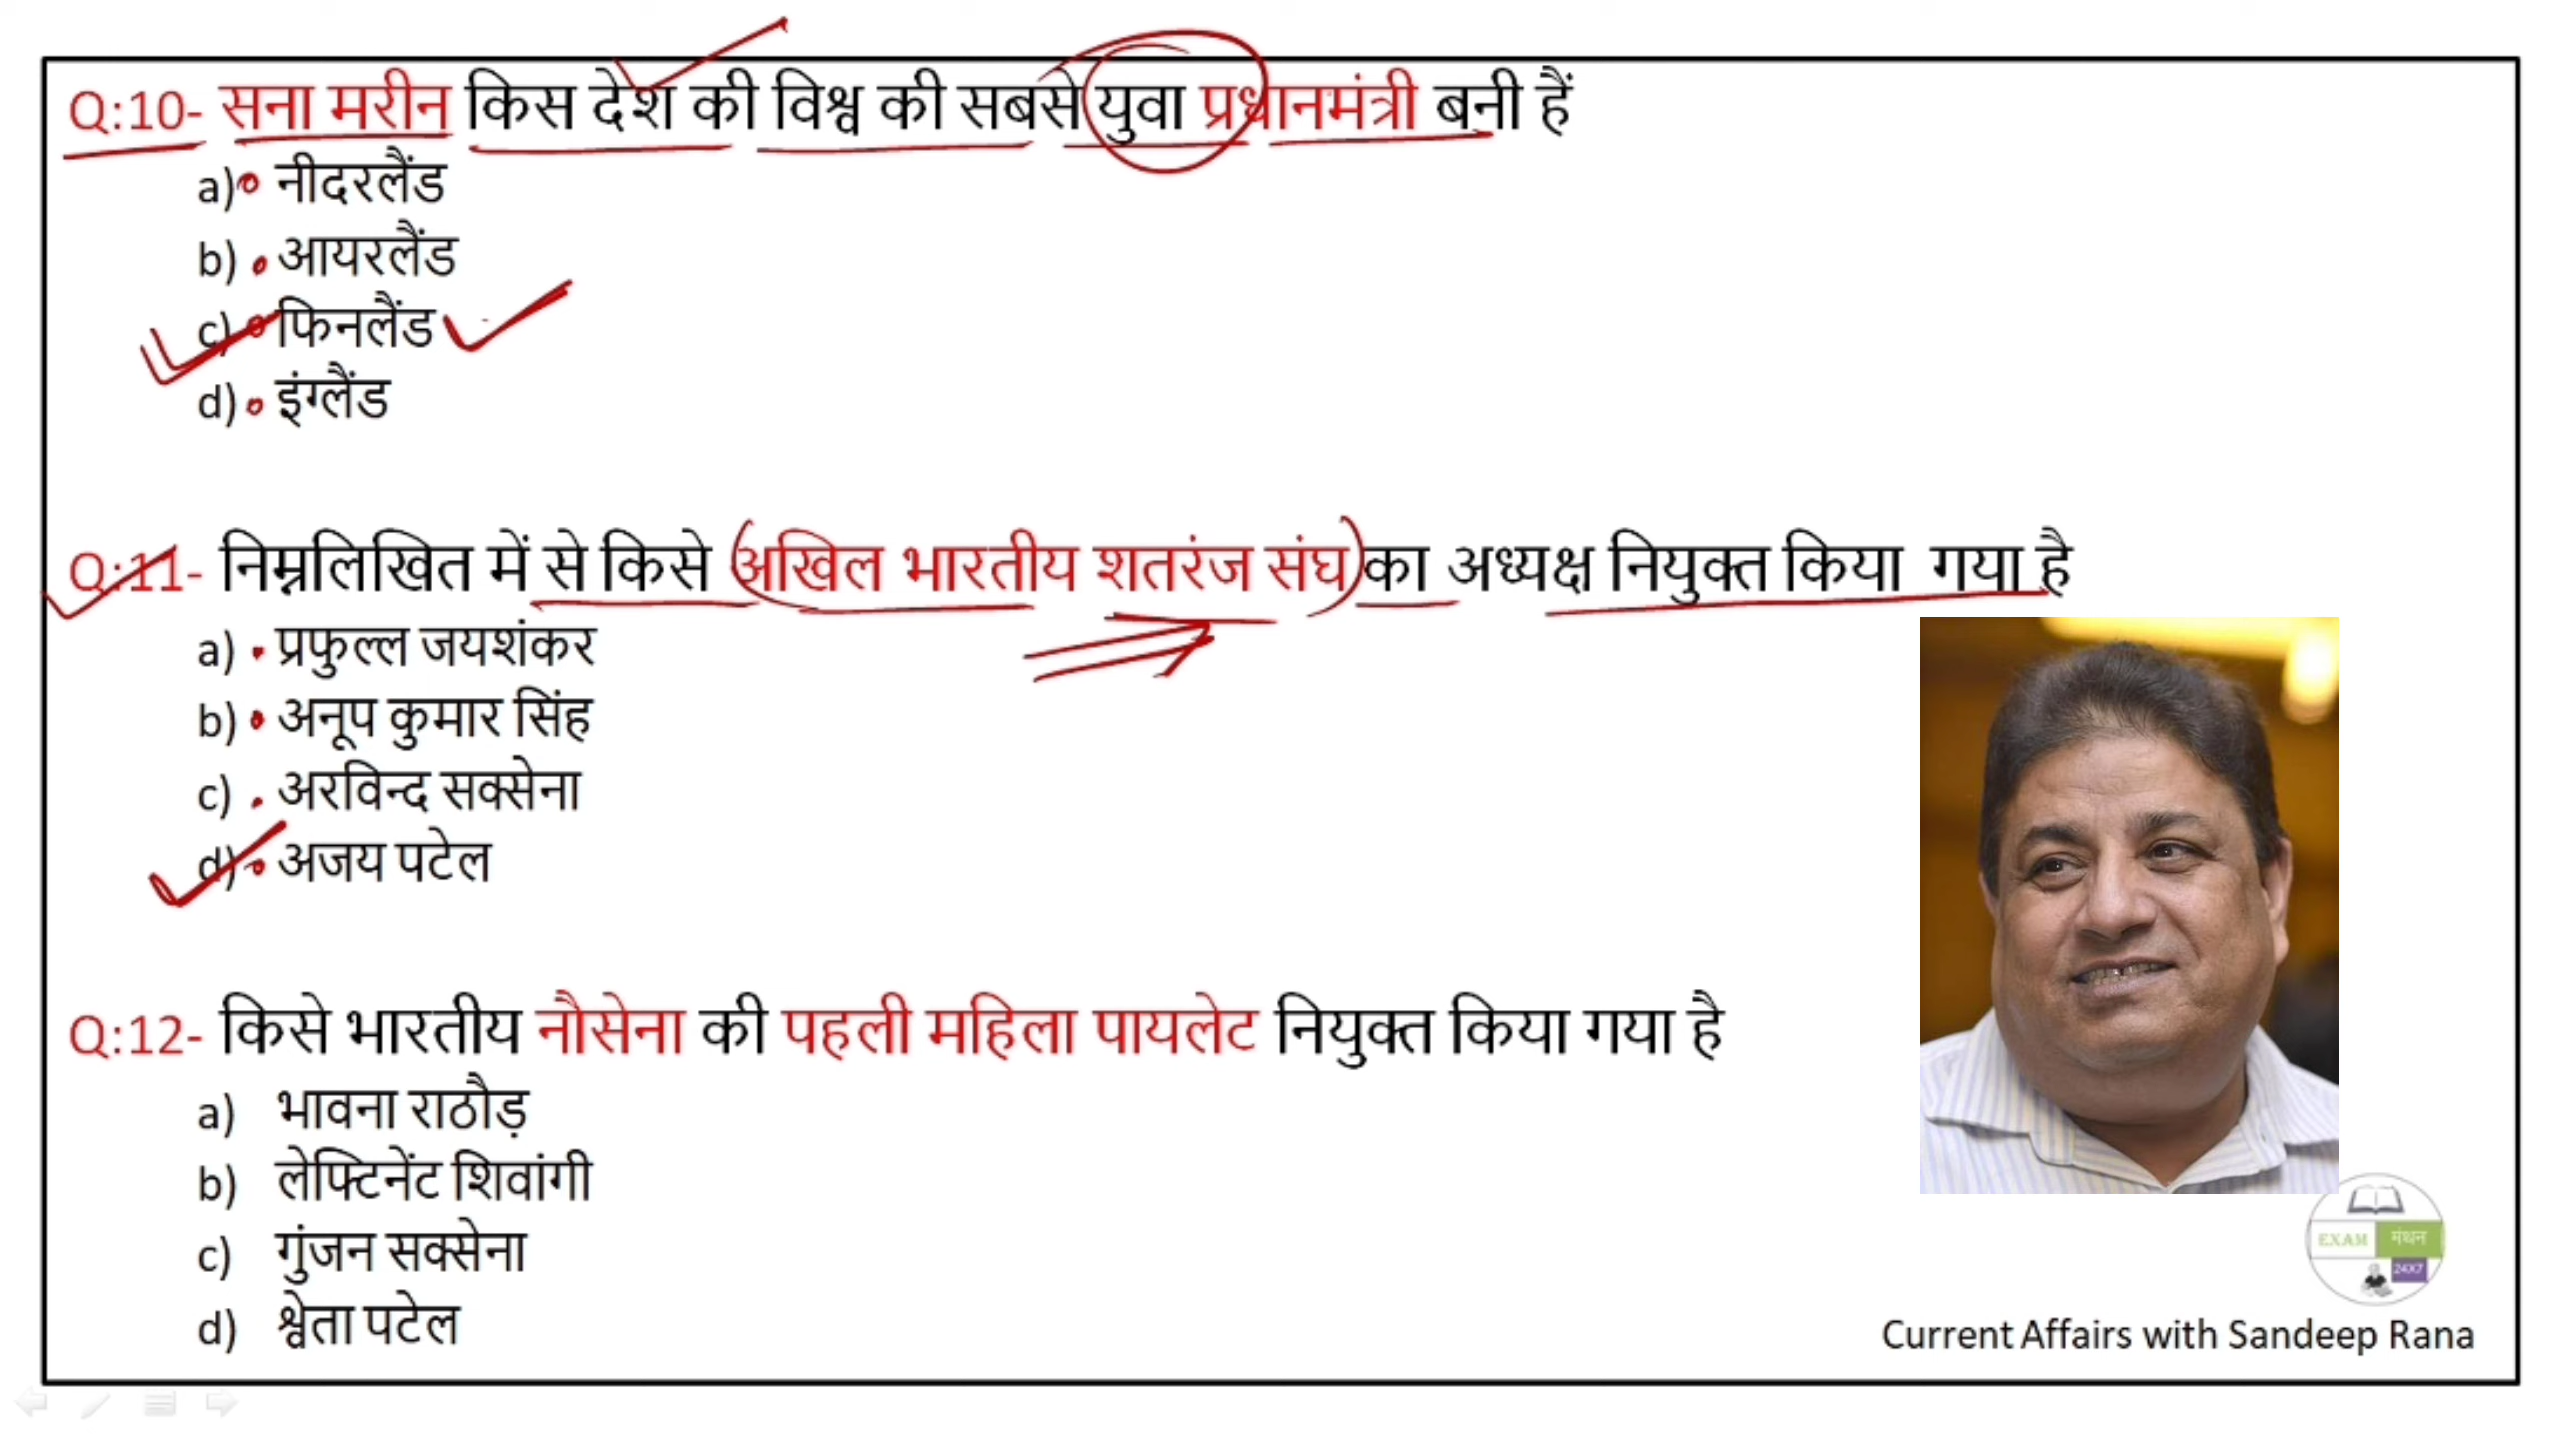 Q:10- सना मरीन किस देश की विश्व की सबसे युवा प्रधानमंत्री बनी हैं
a) नीदरलैंड
b) आयरलैंड
c) फिनलैंड
d) इंग्लैंड
Q:11- निम्नलिखित में से किसे अखिल भारतीय शतरंज संघ का अध्यक्ष नियुक्त किया गया है
a) प्रफुल्ल जयशंकर
b) अनूप कुमार सिंह
c) अरविन्द सक्सेना
d) अजय पटेल
Q:12- किसे भारतीय नौसेना की पहली महिला पायलेट नियुक्त किया गया है
a) भावना राठौड़
b) लेफ्टिनेंट शिवांगी
c) गुंजन सक्सेना
d) श्वेता पटेल
EXAM मंथन
24X7
Current Affairs with Sandeep Rana